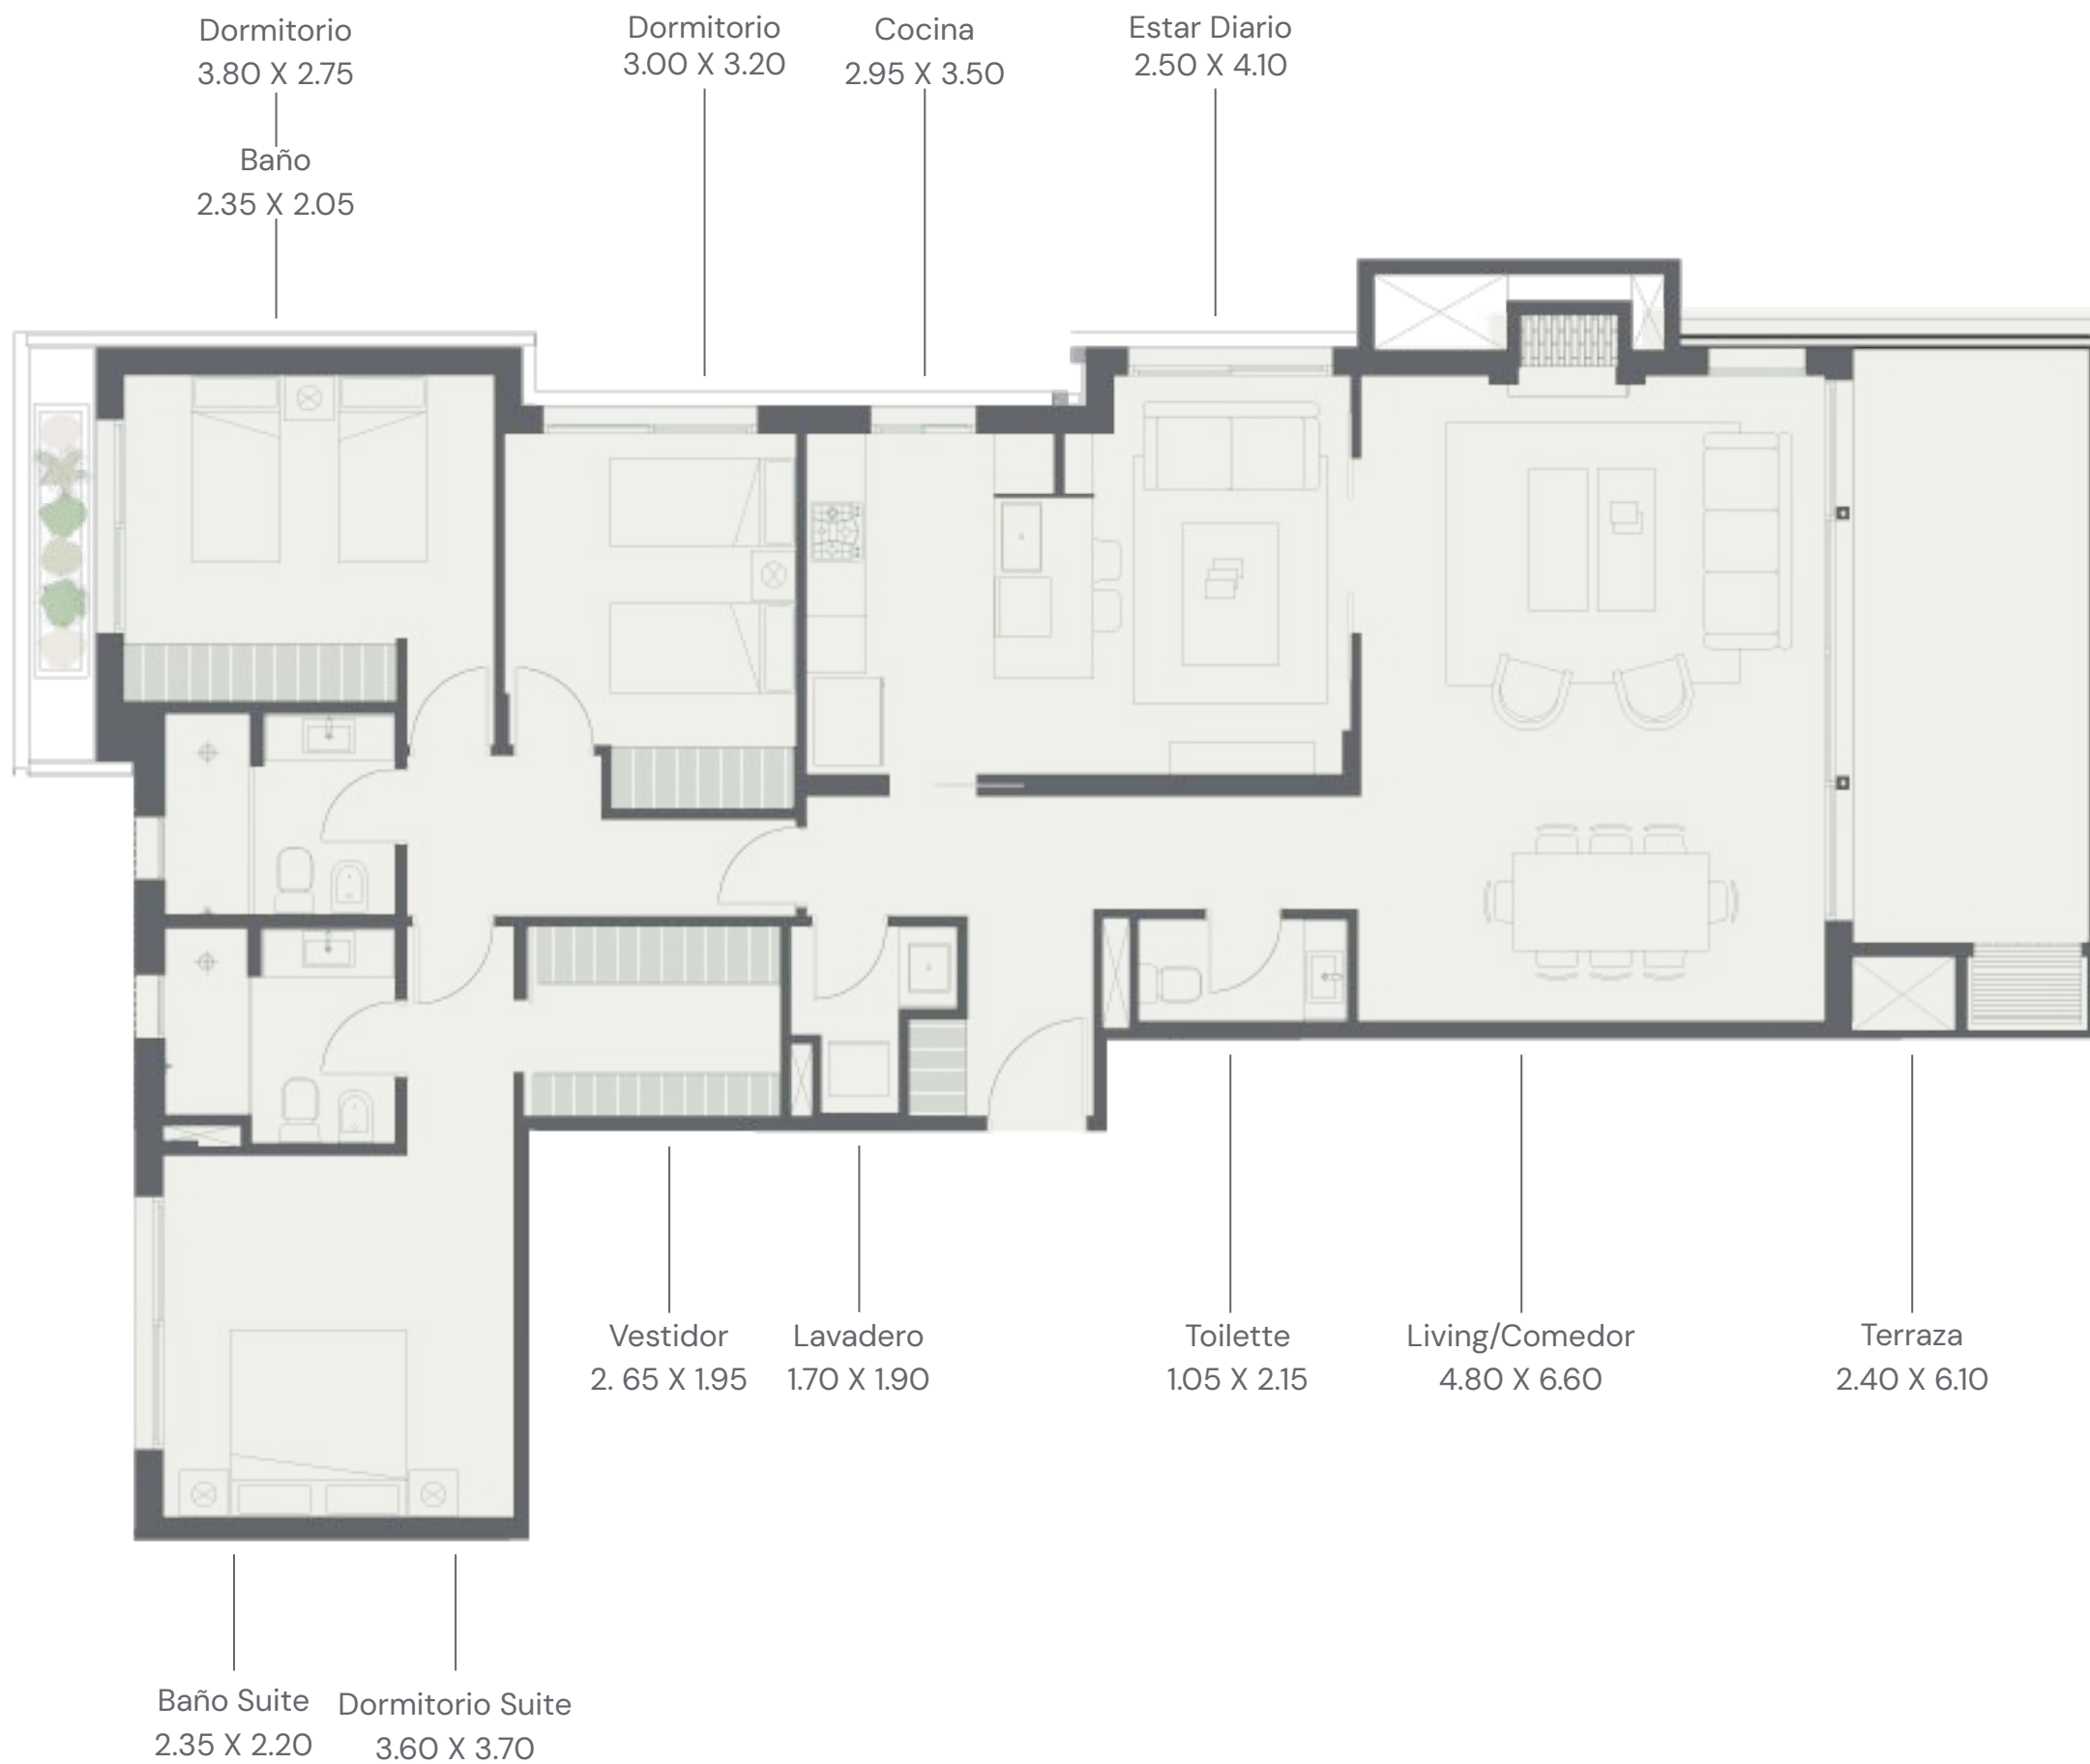 Dormitorio
3.80 X 2.75
Baño
2.35 X 2.05
Dormitorio
3.00 X 3.20
Cocina
2.95 X 3.50
Estar Diario
2.50 X 4.10
Vestidor
2. 65 X 1.95
Lavadero
1.70 X 1.90
Toilette
1.05 X 2.15
Living/Comedor
4.80 X 6.60
Terraza
2.40 X 6.10
Baño Suite
2.35 X 2.20
Dormitorio Suite
3.60 X 3.70